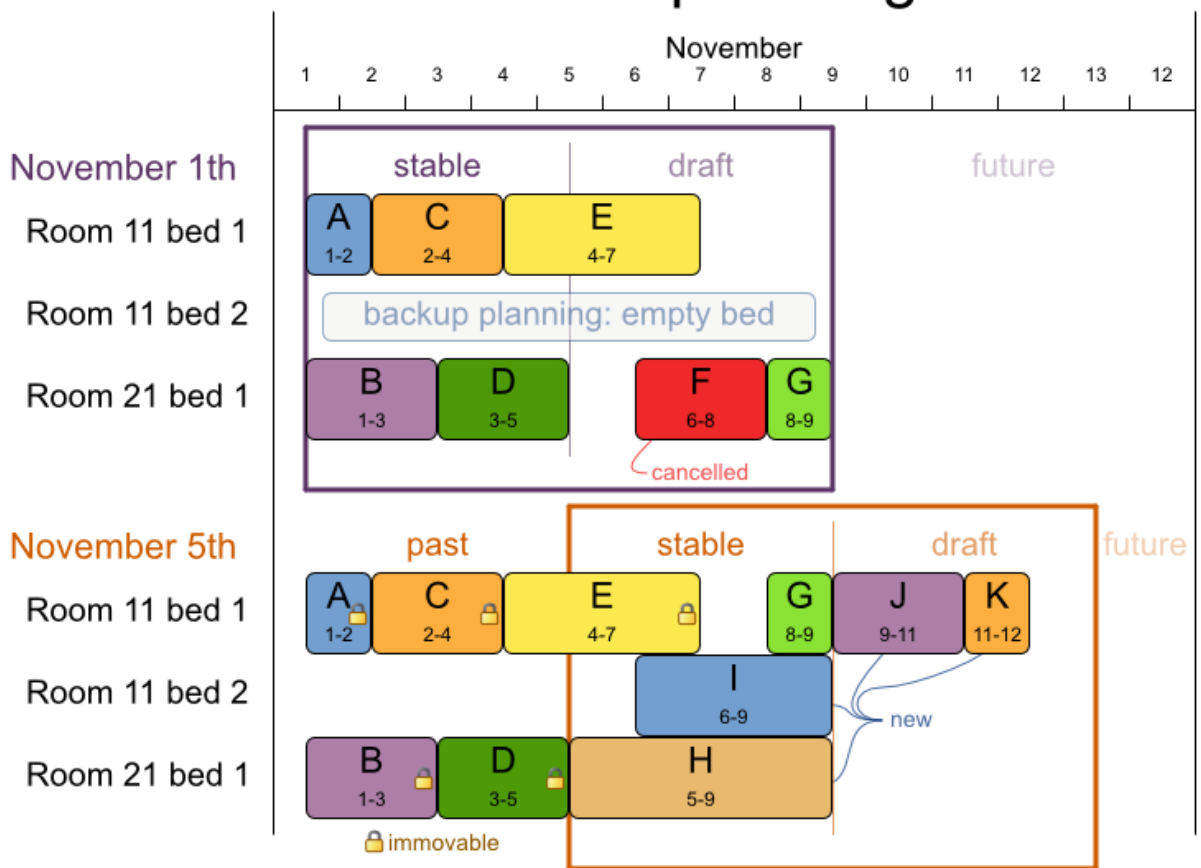 November
1 2 3 4 5 6 7 8 9 10 11 12 13 12
November 1th stable draft future
Room 11 bed 1
A C E
1-2 2-4 4-7
Room 11 bed 2 backup planning: empty bed
Room 21 bed 1
B D F G
1-3 3-5 6-8 8-9
cancelled
November 5th past stable draft future
Room 11 bed 1
A C E G J K
1-2 2-4 4-7 8-9 9-11 11-12
Room 11 bed 2
I
6-9
new
Room 21 bed 1
B D H
1-3 3-5 5-9
immovable